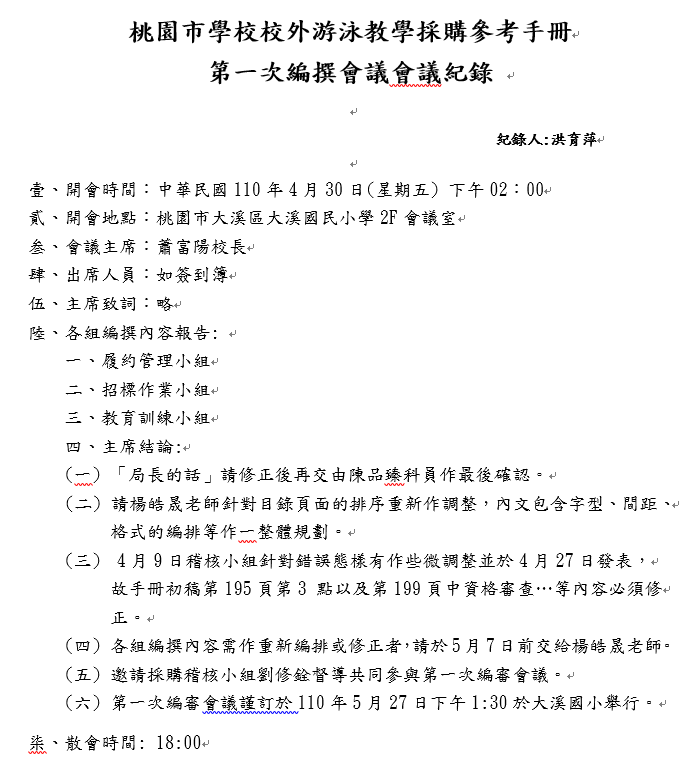 桃園市學校校外游泳教學採購參考手冊
第一次編撰會議會議紀錄
紀錄人:洪育萍
壹、開會時間：中華民國 110 年 4 月 30 日(星期五) 下午 02：00
貳、開會地點：桃園市大溪區大溪國民小學 2F 會議室
叁、會議主席：蕭富陽校長
肆、出席人員：如簽到簿
伍、主席致詞：略
陸、各組編撰內容報告:
一、履約管理小組
二、招標作業小組
三、教育訓練小組
四、主席結論:
(一) 「局長的話」請修正後再交由陳品臻科員作最後確認。
(二) 請楊皓晟老師針對目錄頁面的排序重新作調整，內文包含字型、間距、
格式的編排等作一整體規劃。
(三) 4 月 9 日稽核小組針對錯誤態樣有作些微調整並於 4 月 27 日發表，
故手冊初稿第 195 頁第 3 點以及第 199 頁中資格審查…等內容必須修
正。
(四) 各組編撰內容需作重新編排或修正者,請於 5 月 7 日前交給楊皓晟老師。
(五) 邀請採購稽核小組劉修銓督導共同參與第一次編審會議。
(六) 第一次編審會議謹訂於 110 年 5 月 27 日下午 1:30 於大溪國小舉行。
柒、散會時間: 18:00